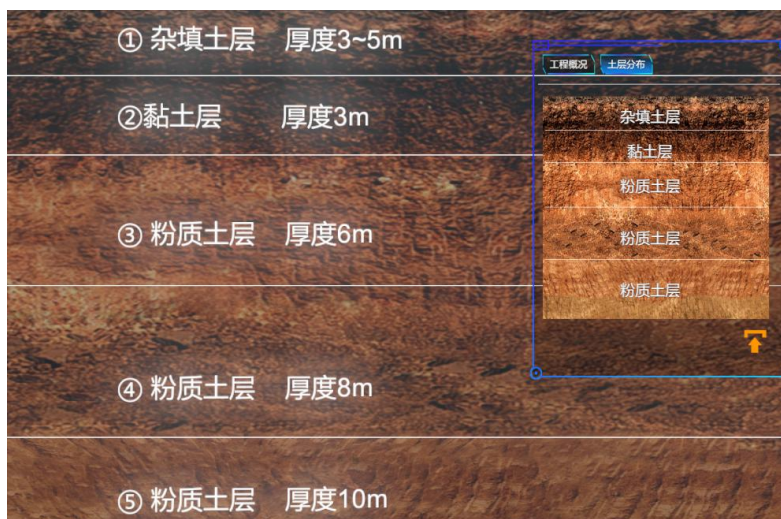 ① 杂填土层 厚度3~5m
②黏土层 厚度3m
③ 粉质土层 厚度6m
④ 粉质土层 厚度8m
⑤ 粉质土层 厚度10m
工程概况 土层分布
杂填土层
黏土层
粉质土层
粉质土层
粉质土层